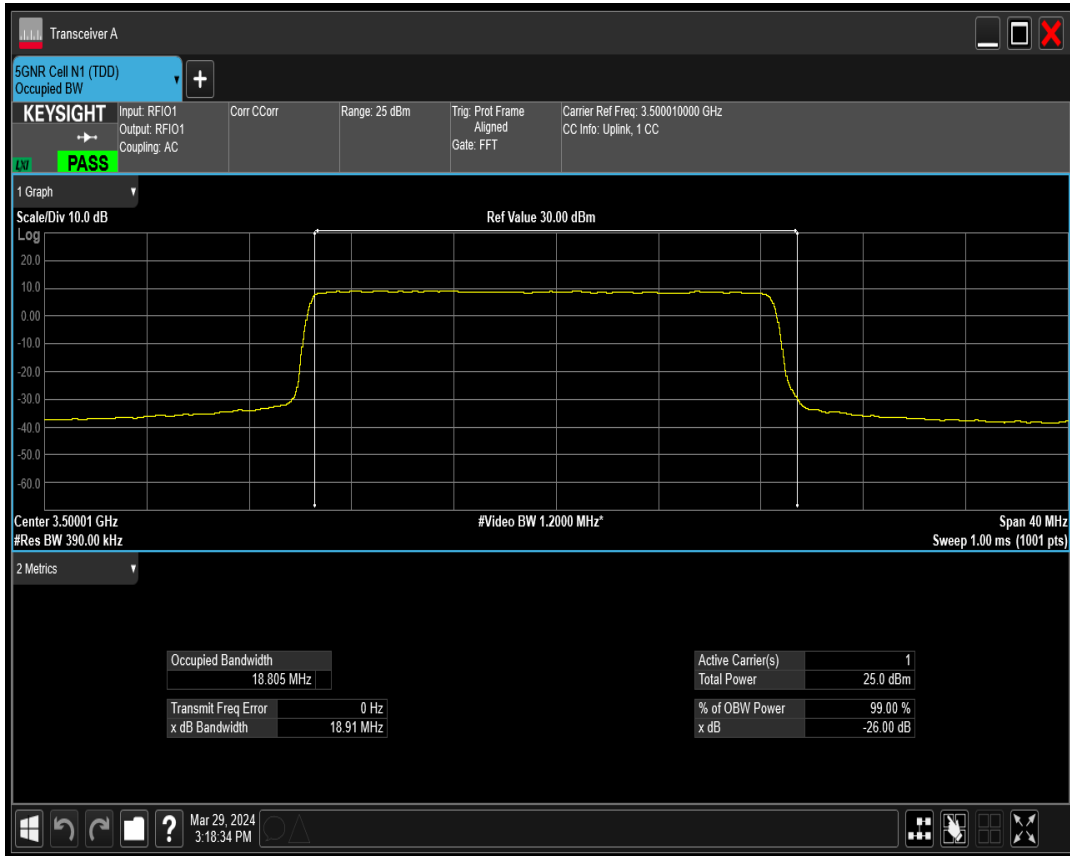 Transceiver A
5GNR Cell N1 (TDD)
Occupied BW
+
KEYSIGHT
LXI PASS
Input: RFIO1
Output: RFIO1
Coupling: AC
Corr CCorr
Range: 25 dBm
Trig: Prot Frame
Aligned
Gate: FFT
Carrier Ref Freq: 3.500010000 GHz
CC Info: Uplink, 1 CC
1 Graph
Scale/Div 10.0 dB Ref Value 30.00 dBm
Log
20.0
10.0
0.00
-10.0
-20.0
-30.0
-40.0
-50.0
-60.0
Center 3.50001 GHz #Video BW 1.2000 MHz* Span 40 MHz
#Res BW 390.00 kHz Sweep 1.00 ms (1001 pts)
2 Metrics
Occupied Bandwidth
18.805 MHz
Transmit Freq Error 0 Hz
x dB Bandwidth 18.91 MHz
Active Carrier(s) 1
Total Power 25.0 dBm
% of OBW Power 99.00 %
x dB -26.00 dB
?
Mar 29, 2024
3:18:34 PM